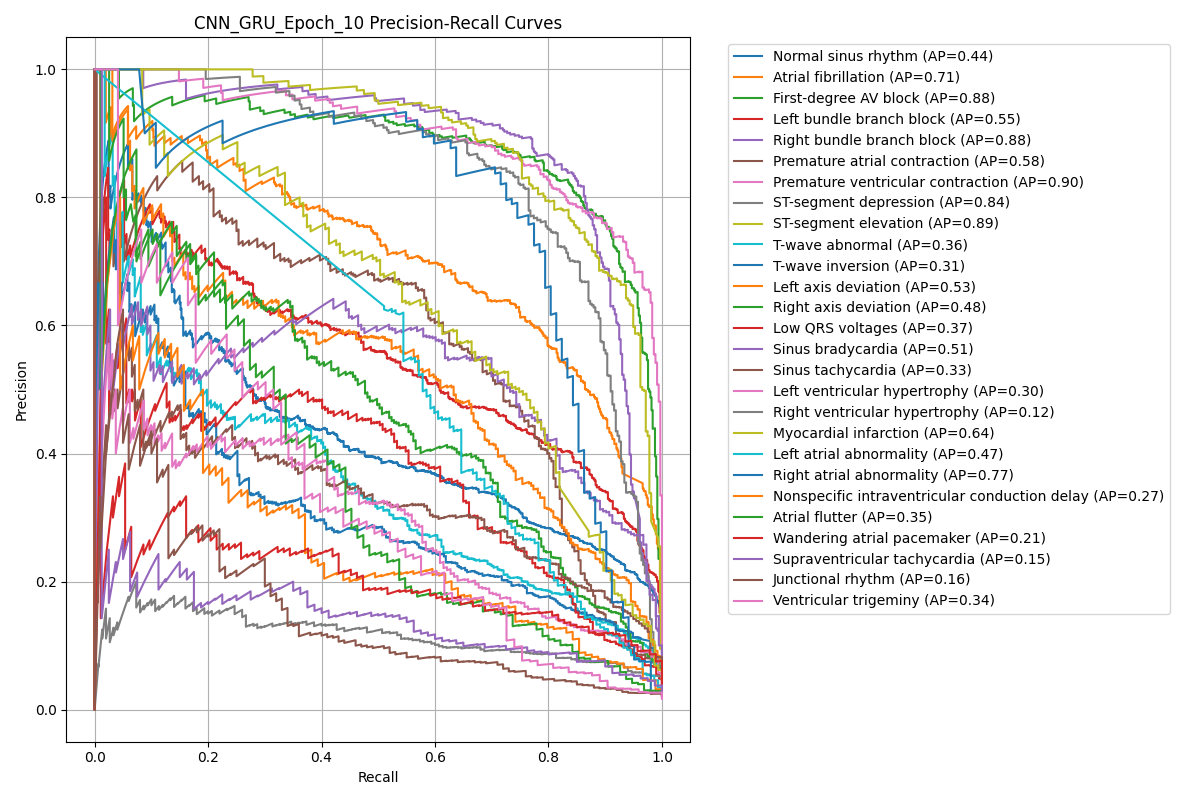 CNN_GRU_Epoch_10 Precision-Recall Curves
1.0
0.8
0.6
0.4
0.2
0.0
Precision
0.0 0.2 0.4 0.6 0.8 1.0
Recall
Normal sinus rhythm (AP=0.44)
Atrial fibrillation (AP=0.71)
First-degree AV block (AP=0.88)
Left bundle branch block (AP=0.55)
Right bundle branch block (AP=0.88)
Premature atrial contraction (AP=0.58)
Premature ventricular contraction (AP=0.90)
ST-segment depression (AP=0.84)
ST-segment elevation (AP=0.89)
T-wave abnormal (AP=0.36)
T-wave inversion (AP=0.31)
Left axis deviation (AP=0.53)
Right axis deviation (AP=0.48)
Low QRS voltages (AP=0.37)
Sinus bradycardia (AP=0.51)
Sinus tachycardia (AP=0.33)
Left ventricular hypertrophy (AP=0.30)
Right ventricular hypertrophy (AP=0.12)
Myocardial infarction (AP=0.64)
Left atrial abnormality (AP=0.47)
Right atrial abnormality (AP=0.77)
Nonspecific intraventricular conduction delay (AP=0.27)
Atrial flutter (AP=0.35)
Wandering atrial pacemaker (AP=0.21)
Supraventricular tachycardia (AP=0.15)
Junctional rhythm (AP=0.16)
Ventricular trigeminy (AP=0.34)